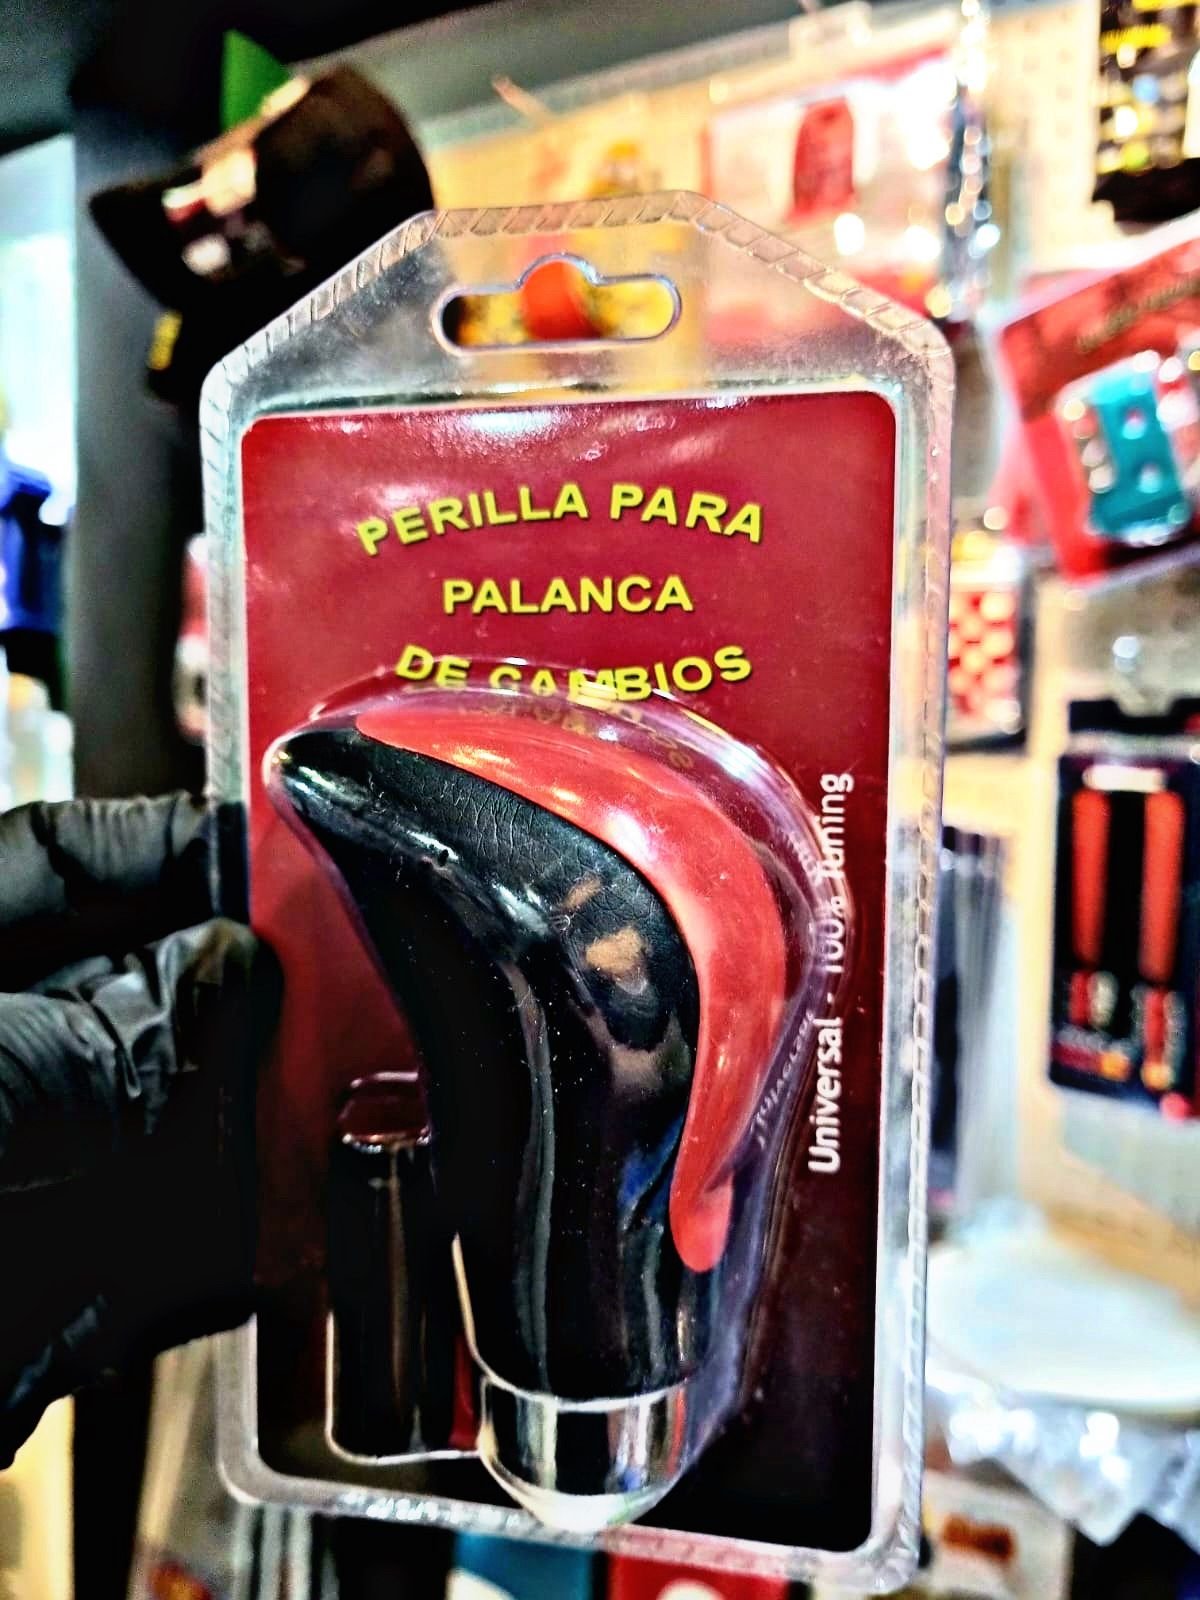 PERILLA PARA
PALANCA
DE CAMBIOS
Universal - 100% Tuning